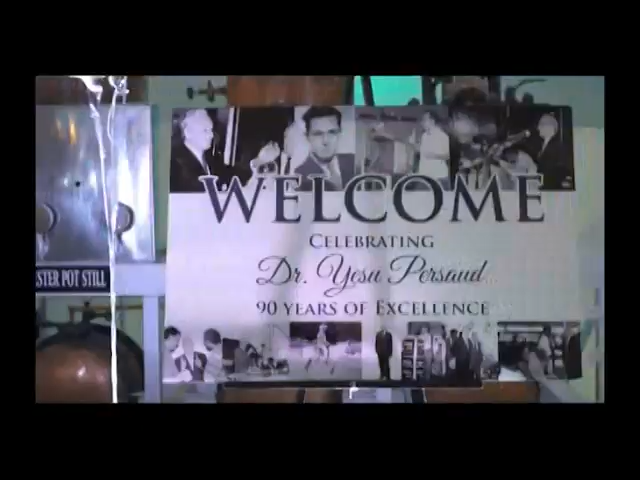 WELCOME
CELEBRATING
Dr. Yesu Persaud...
90 YEARS OF EXCELLENCE
STER POT STILL